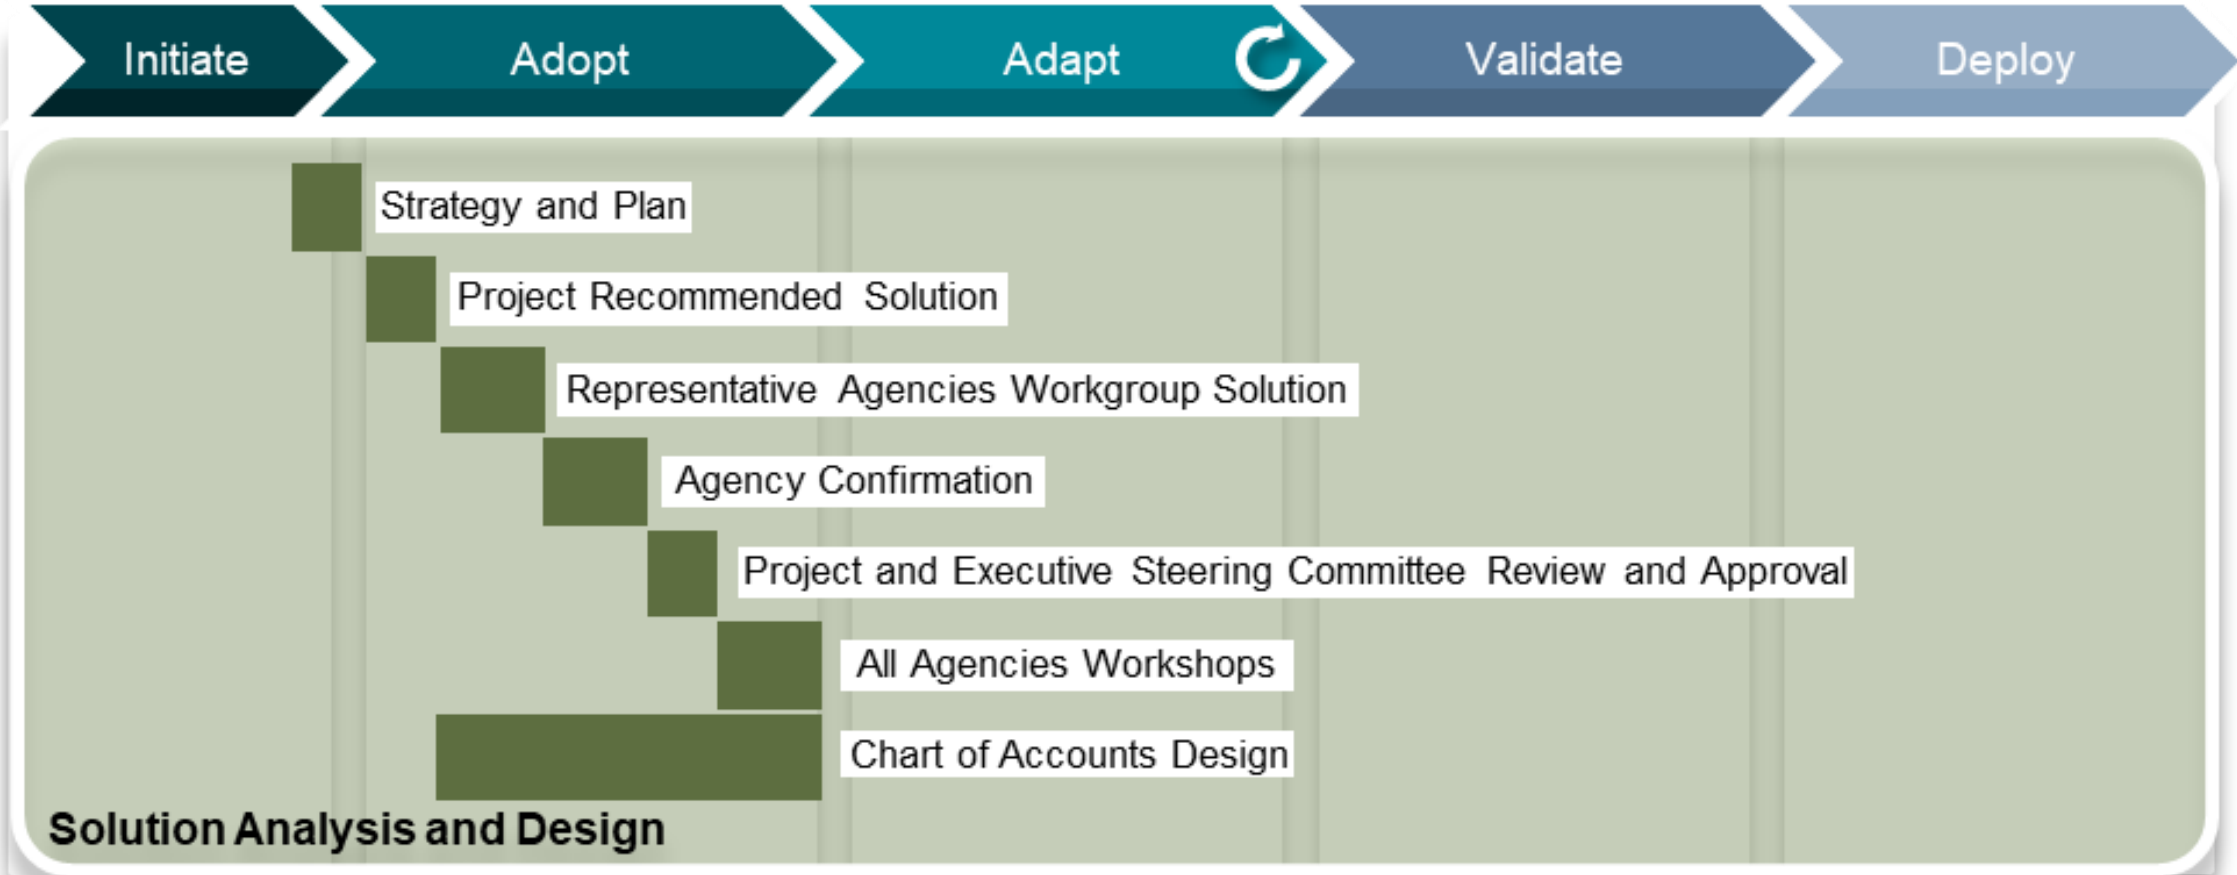 Initiate
Adopt
Adapt
Validate
Deploy
Strategy and Plan
Project Recommended Solution
Representative Agencies Workgroup Solution
Agency Confirmation
Project and Executive Steering Committee Review and Approval
All Agencies Workshops
Chart of Accounts Design
Solution Analysis and Design